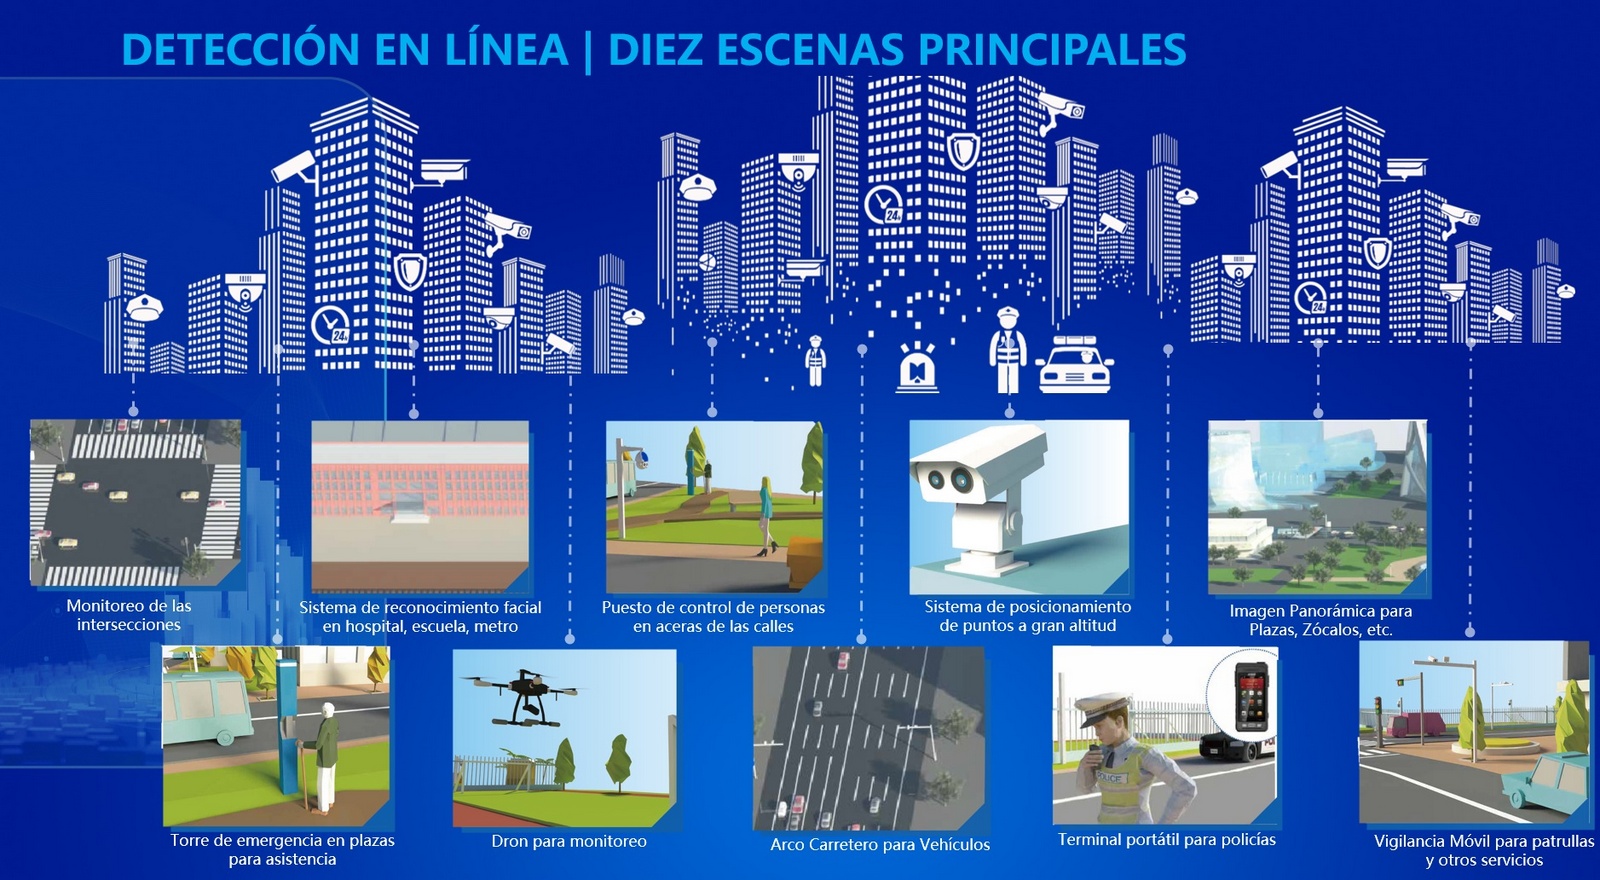 DETECCIÓN EN LÍNEA | DIEZ ESCENAS PRINCIPALES
24h
24h
24h
Monitoreo de las
intersecciones
Sistema de reconocimiento facial
en hospital, escuela, metro
Puesto de control de personas
en aceras de las calles
Sistema de posicionamiento
de puntos a gran altitud
Imagen Panorámica para
Plazas, Zócalos, etc.
POLICE
Torre de emergencia en plazas
para asistencia
Dron para monitoreo
Arco Carretero para Vehículos
Terminal portátil para policías
Vigilancia Móvil para patrullas
y otros servicios